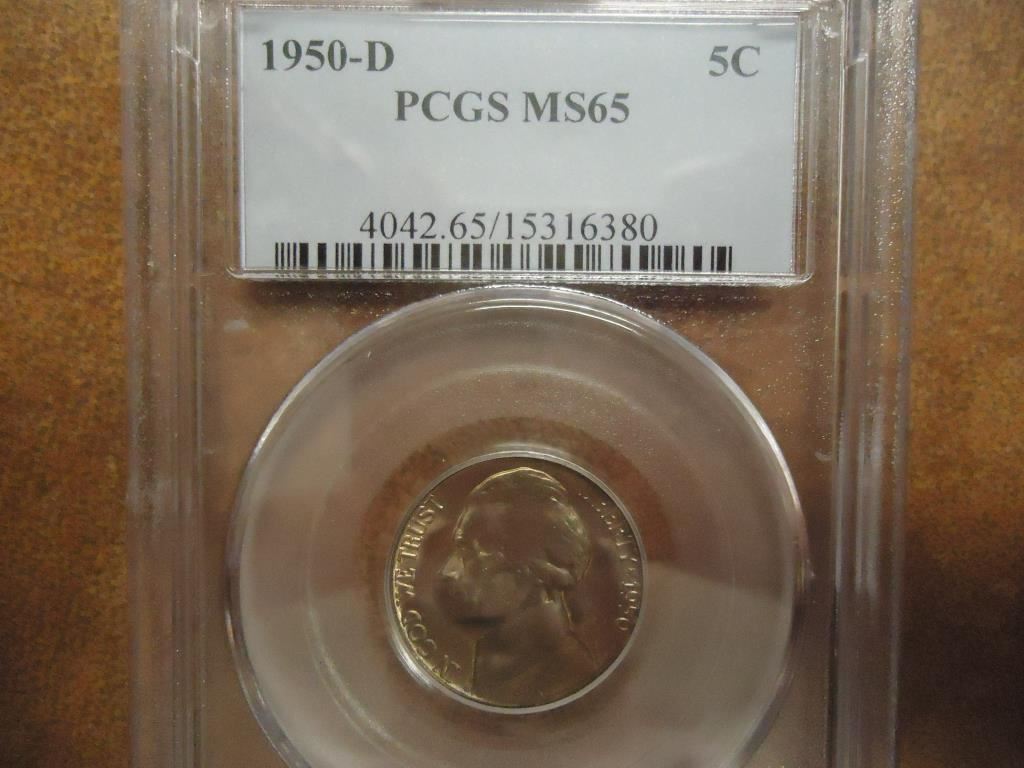 1950-D 5C
PCGS MS65
4042.65/15316380
IN GOD WE TRUST
LIBERTY 1950